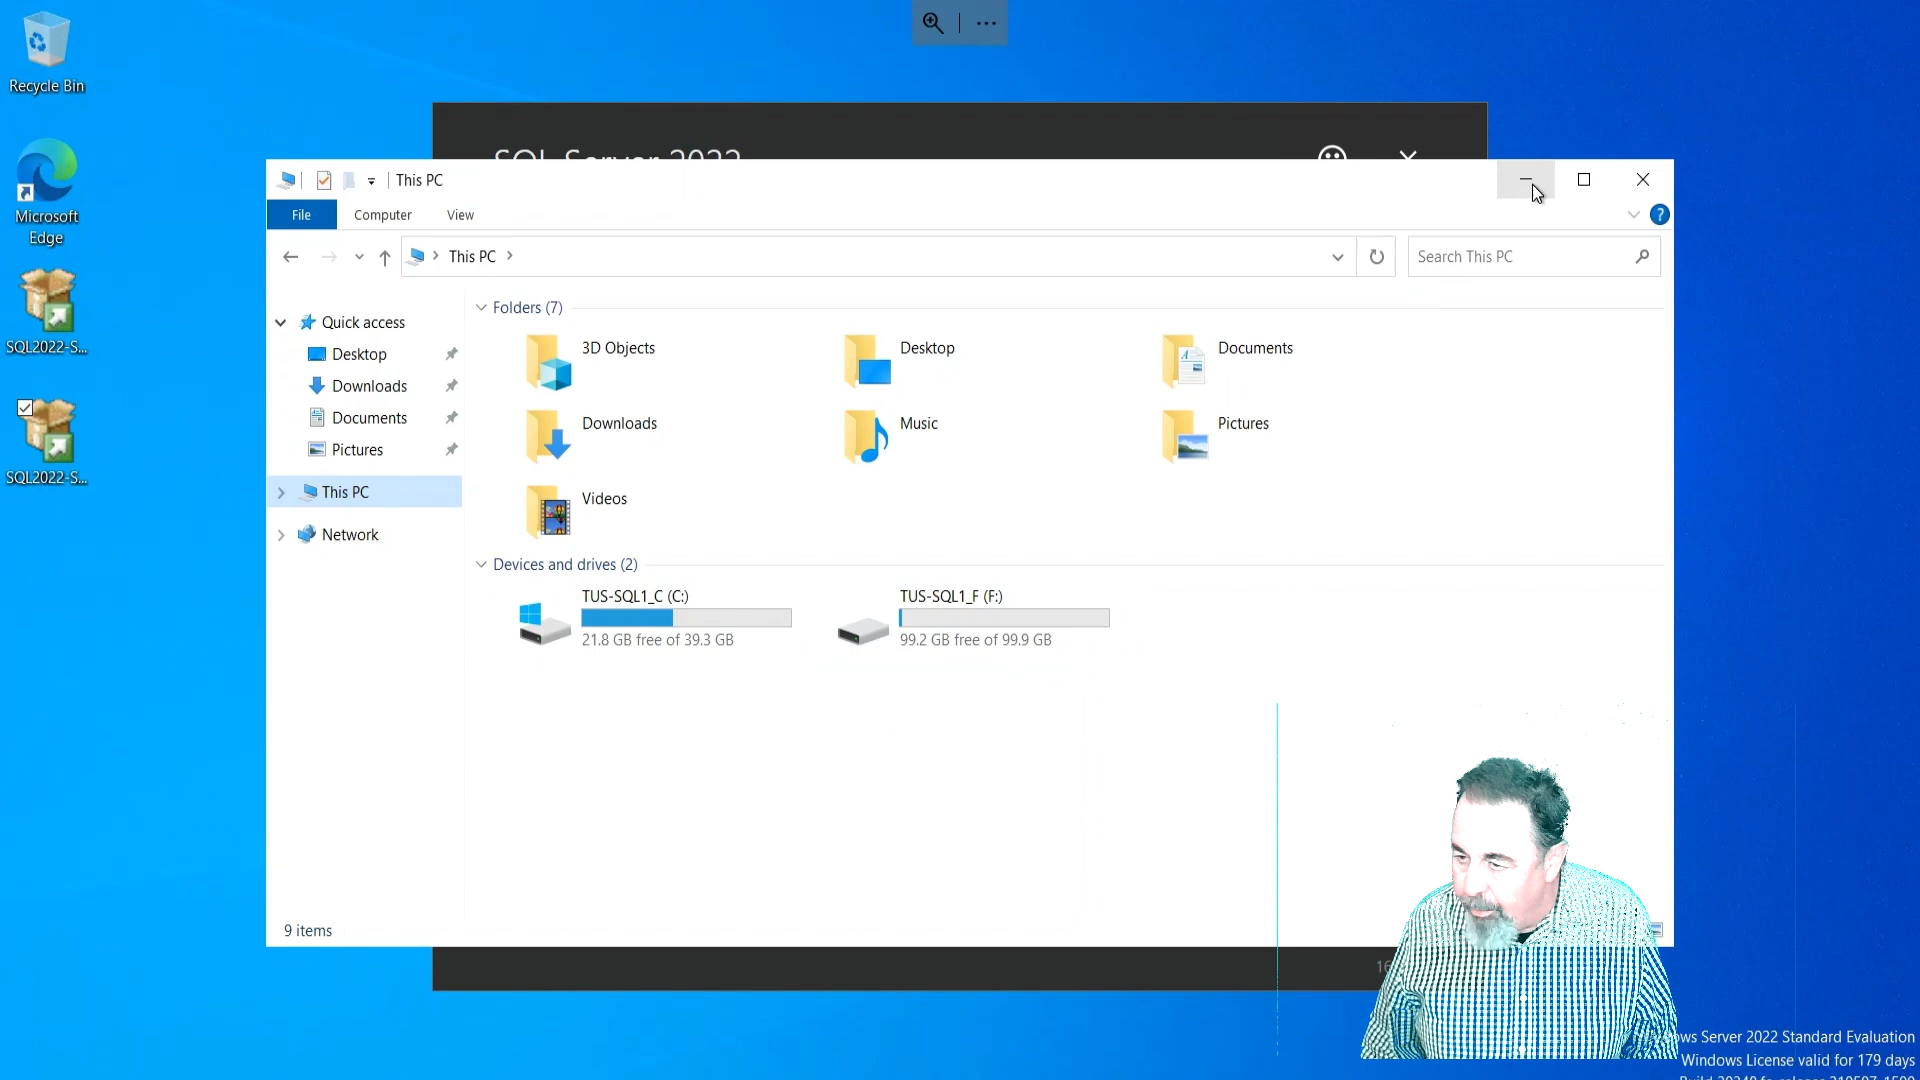 Recycle Bin
Microsoft
Edge
SQL2022-S...
SQL2022-S...
This PC
File
Computer
View
This PC
Search This PC
Quick access
Desktop
Downloads
Documents
Pictures
This PC
Network
Folders (7)
3D Objects
Desktop
Documents
Downloads
Music
Pictures
Videos
Devices and drives (2)
TUS-SQL1_C (C:)
21.8 GB free of 39.3 GB
TUS-SQL1_F (F:)
99.2 GB free of 99.9 GB
9 items
SQL Server 2022
Server 2022 Standard Evaluation
Windows License valid for 179 days